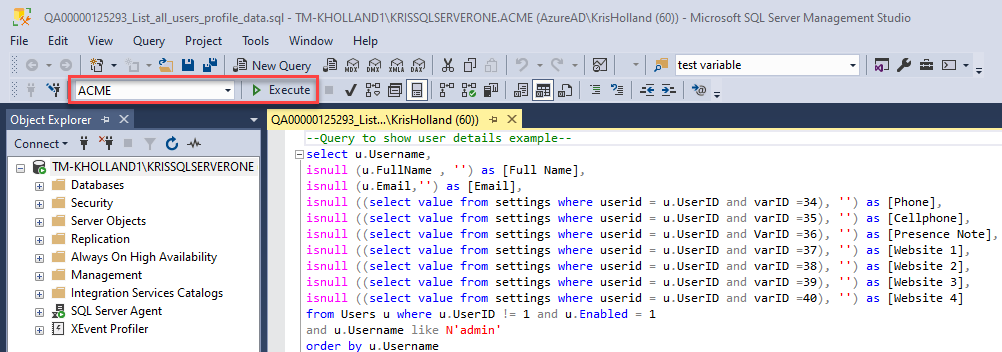 QA00000125293_List_all_users_profile_data.sql - TM-KHOLLAND1\KRISSQLSERVERONE.ACME (AzureAD\KrisHolland (60)) - Microsoft SQL Server Management Studio
File Edit View Query Project Tools Window Help
New Query MDX DMX XMLA DAX test variable
ACME Execute
Object Explorer
Connect
TM-KHOLLAND1\KRISSQLSERVERONE
Databases
Security
Server Objects
Replication
Always On High Availability
Management
Integration Services Catalogs
SQL Server Agent
XEvent Profiler
QA00000125293_List...\KrisHolland (60))
--Query to show user details example--
select u.Username,
isnull (u.FullName , '') as [Full Name],
isnull (u.Email,'') as [Email],
isnull ((select value from settings where userid = u.UserID and varID =34), '') as [Phone],
isnull ((select value from settings where userid = u.UserID and varID =35), '') as [Cellphone],
isnull ((select value from settings where userid = u.UserID and VarID =36), '') as [Presence Note],
isnull ((select value from settings where userid = u.UserID and varID =37), '') as [Website 1],
isnull ((select value from settings where userid = u.UserID and varID =38), '') as [Website 2],
isnull ((select value from settings where userid = u.UserID and varID =39), '') as [Website 3],
isnull ((select value from settings where userid = u.UserID and varID =40), '') as [Website 4]
from Users u where u.UserID != 1 and u.Enabled = 1
and u.Username like N'admin'
order by u.Username